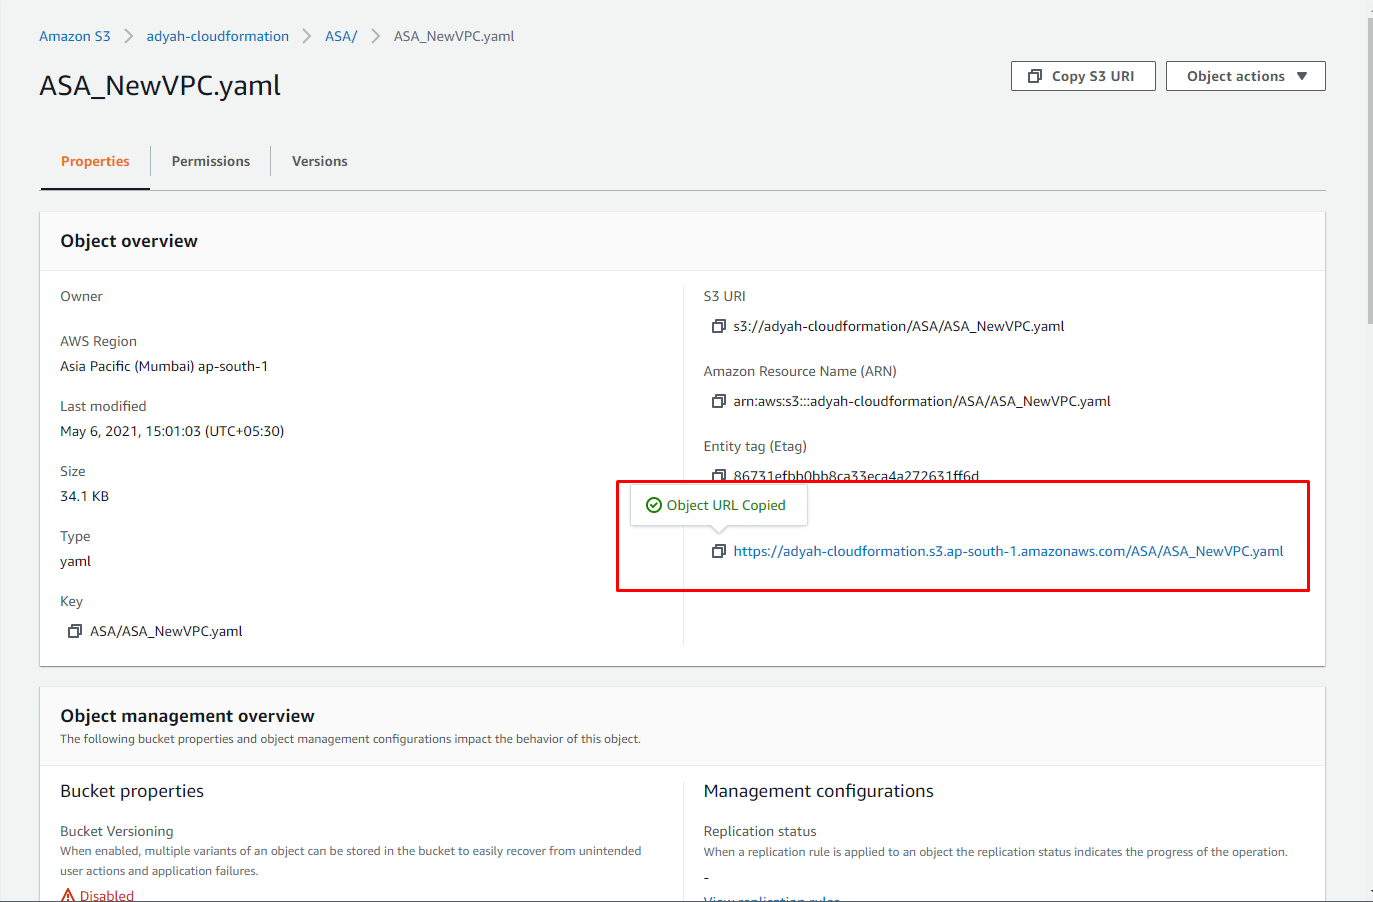 Amazon S3 > adyah-cloudformation > ASA/ > ASA_NewVPC.yaml
ASA_NewVPC.yaml
Copy S3 URI
Object actions
Properties
Permissions
Versions
Object overview
Owner
AWS Region
Asia Pacific (Mumbai) ap-south-1
Last modified
May 6, 2021, 15:01:03 (UTC+05:30)
Size
34.1 KB
Type
yaml
Key
ASA/ASA_NewVPC.yaml
S3 URI
s3://adyah-cloudformation/ASA/ASA_NewVPC.yaml
Amazon Resource Name (ARN)
arn:aws:s3:::adyah-cloudformation/ASA/ASA_NewVPC.yaml
Entity tag (Etag)
86731efbb0bb8ca33eca4a272631ff6d
Object URL Copied
https://adyah-cloudformation.s3.ap-south-1.amazonaws.com/ASA/ASA_NewVPC.yaml
Object management overview
The following bucket properties and object management configurations impact the behavior of this object.
Bucket properties
Bucket Versioning
When enabled, multiple variants of an object can be stored in the bucket to easily recover from unintended
user actions and application failures.
Disabled
Management configurations
Replication status
When a replication rule is applied to an object the replication status indicates the progress of the operation.
-
View replication rules